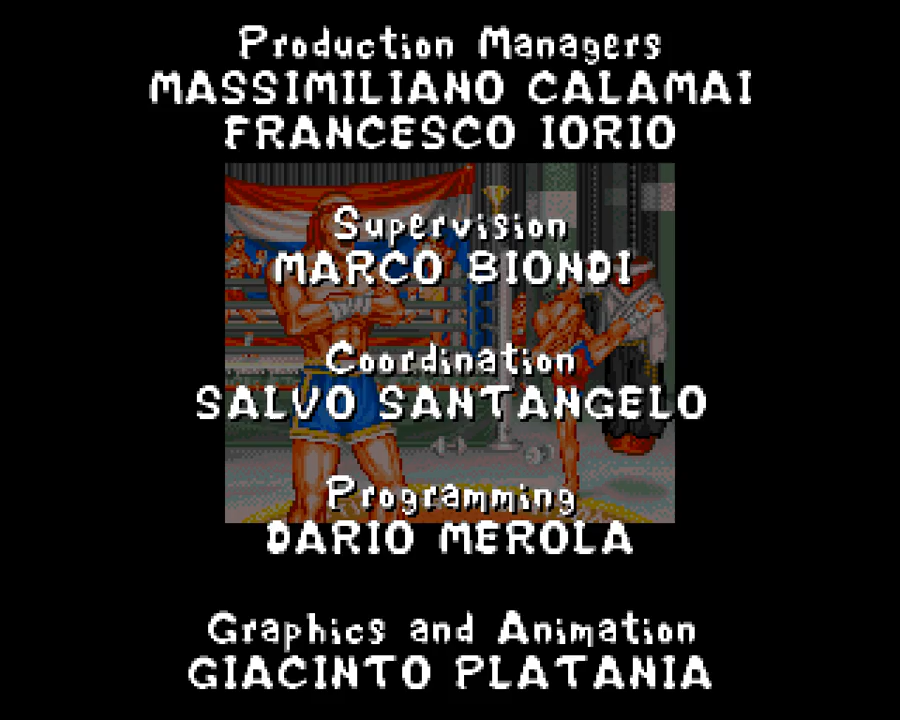 Production Managers
MASSIMILIANO CALAMAI
FRANCESCO IORIO
Supervision
MARCO BIONDI
Coordination
SALVO SANTANGELO
Programming
DARIO MEROLA
Graphics and Animation
GIACINTO PLATANIA